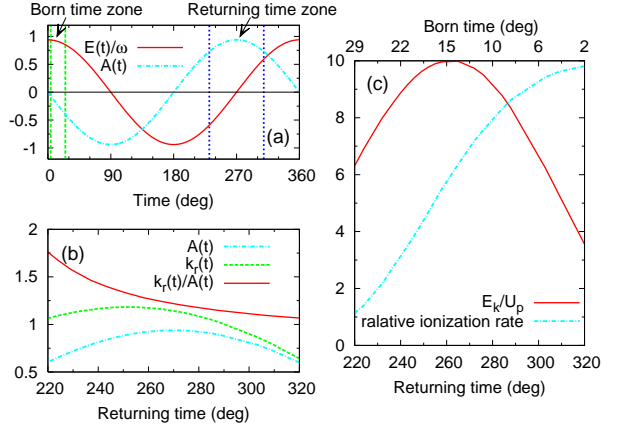 Born time zone
Returning time zone
E(t)/ω
A(t)
1
0.5
0
-0.5
-1
(a)
0 90 180 270 360
Time (deg)
(b)
A(t)
k_r(t)
k_r(t)/A(t)
2
1.5
1
0.5
220 240 260 280 300 320
Returning time (deg)
Born time (deg)
29 22 15 10 6 2
(c)
10
8
6
4
2
0
E_k/U_p
ralative ionization rate
220 240 260 280 300 320
Returning time (deg)